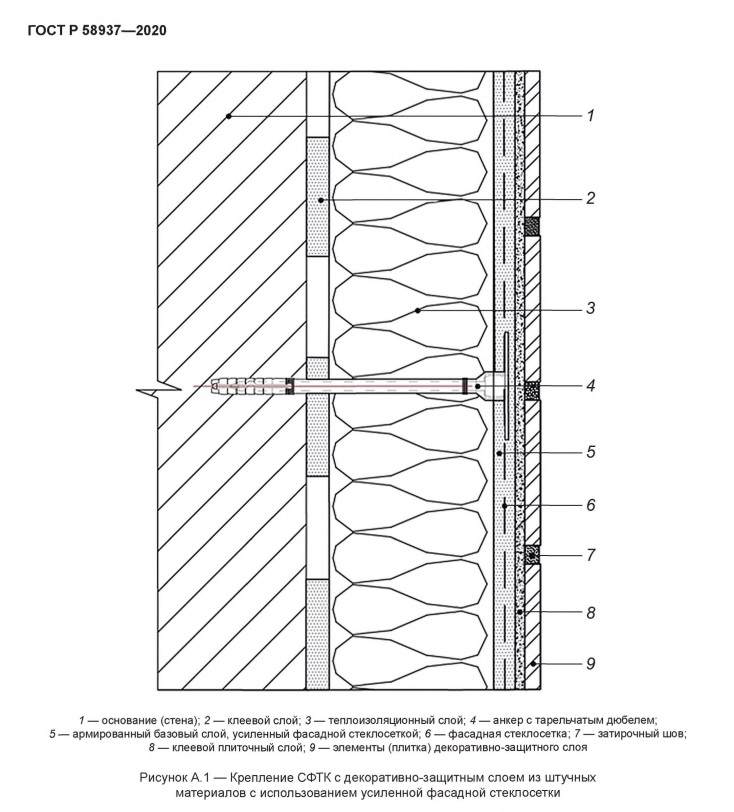 ГОСТ Р 58937—2020
1
2
3
4
5
6
7
8
9
1 — основание (стена); 2 — клеевой слой; 3 — теплоизоляционный слой; 4 — анкер с тарельчатым дюбелем;
5 — армированный базовый слой, усиленный фасадной стеклосеткой; 6 — фасадная стеклосетка; 7 — затирочный шов;
8 — клеевой плиточный слой; 9 — элементы (плитка) декоративно-защитного слоя
Рисунок А.1 — Крепление СФТК с декоративно-защитным слоем из штучных
материалов с использованием усиленной фасадной стеклосетки